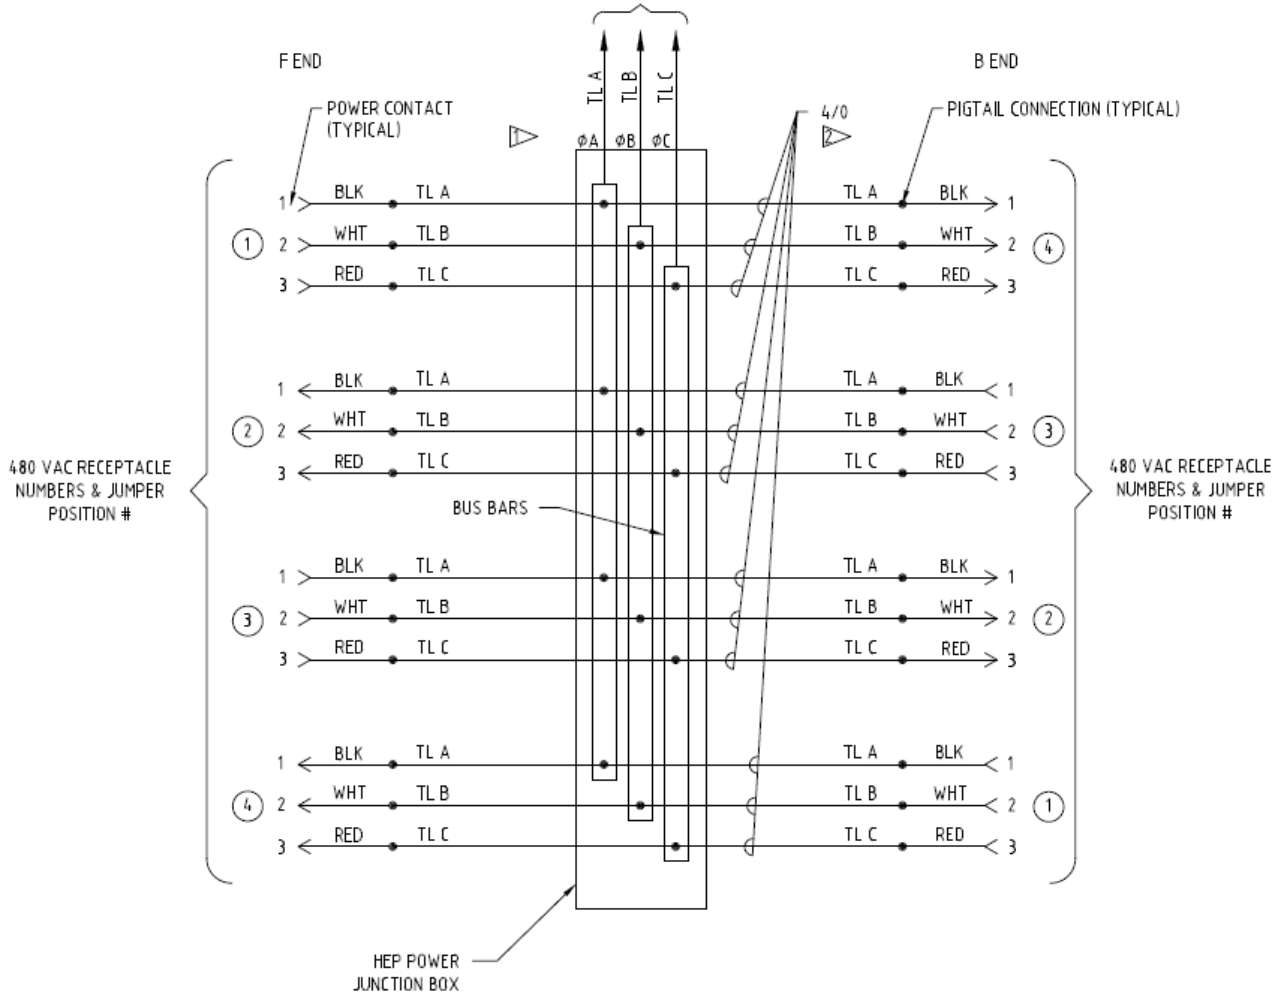 F END
B END
TL A
TL B
TL C
POWER CONTACT
(TYPICAL)
4/0
PIGTAIL CONNECTION (TYPICAL)
1
2
ØA ØB ØC
1 BLK TL A TL A BLK 1
1 2 WHT TL B TL B WHT 2 4
3 RED TL C TL C RED 3
1 BLK TL A TL A BLK 1
2 2 WHT TL B TL B WHT 2 3
3 RED TL C TL C RED 3
480 VAC RECEPTACLE
NUMBERS & JUMPER
POSITION #
480 VAC RECEPTACLE
NUMBERS & JUMPER
POSITION #
BUS BARS
1 BLK TL A TL A BLK 1
3 2 WHT TL B TL B WHT 2 2
3 RED TL C TL C RED 3
1 BLK TL A TL A BLK 1
4 2 WHT TL B TL B WHT 2 1
3 RED TL C TL C RED 3
HEP POWER
JUNCTION BOX